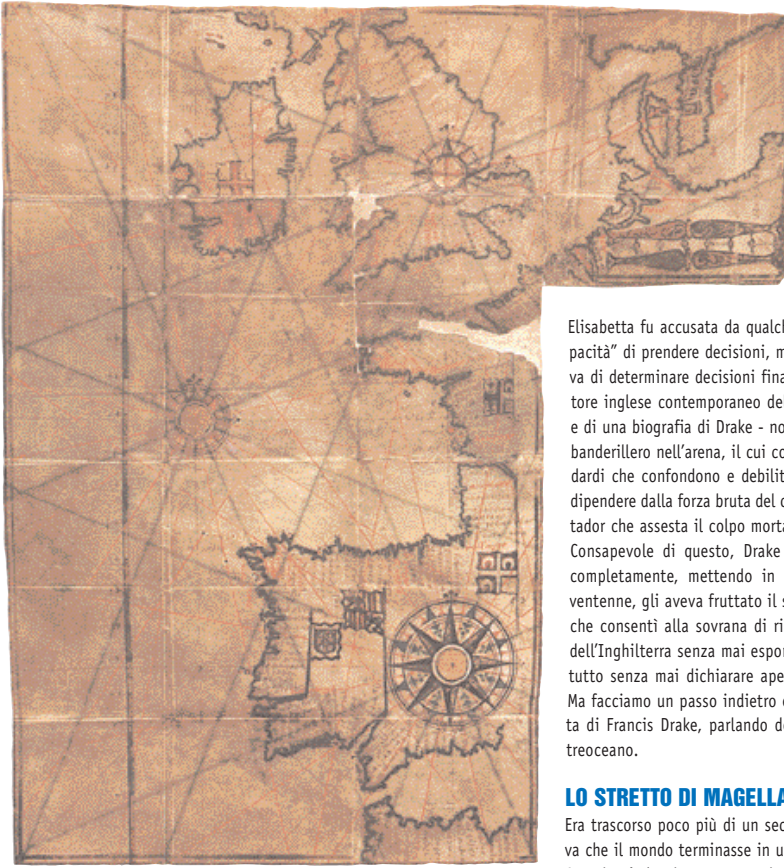 Elisabetta fu accusata da qualch
pacità” di prendere decisioni, m
va di determinare decisioni fina
tore inglese contemporaneo de
e di una biografia di Drake - no
banderillero nell’arena, il cui co
dardi che confondono e debilit
dipendere dalla forza bruta del
tador che assesta il colpo morta
Consapevole di questo, Drake
completamente, mettendo in
ventenne, gli aveva fruttato il s
che consentì alla sovrana di ri
dell’Inghilterra senza mai espor
tutto senza mai dichiarare ape
Ma facciamo un passo indietro
ta di Francis Drake, parlando de
treoceano.
LO STRETTO DI MAGELLA
Era trascorso poco più di un sec
va che il mondo terminasse in u